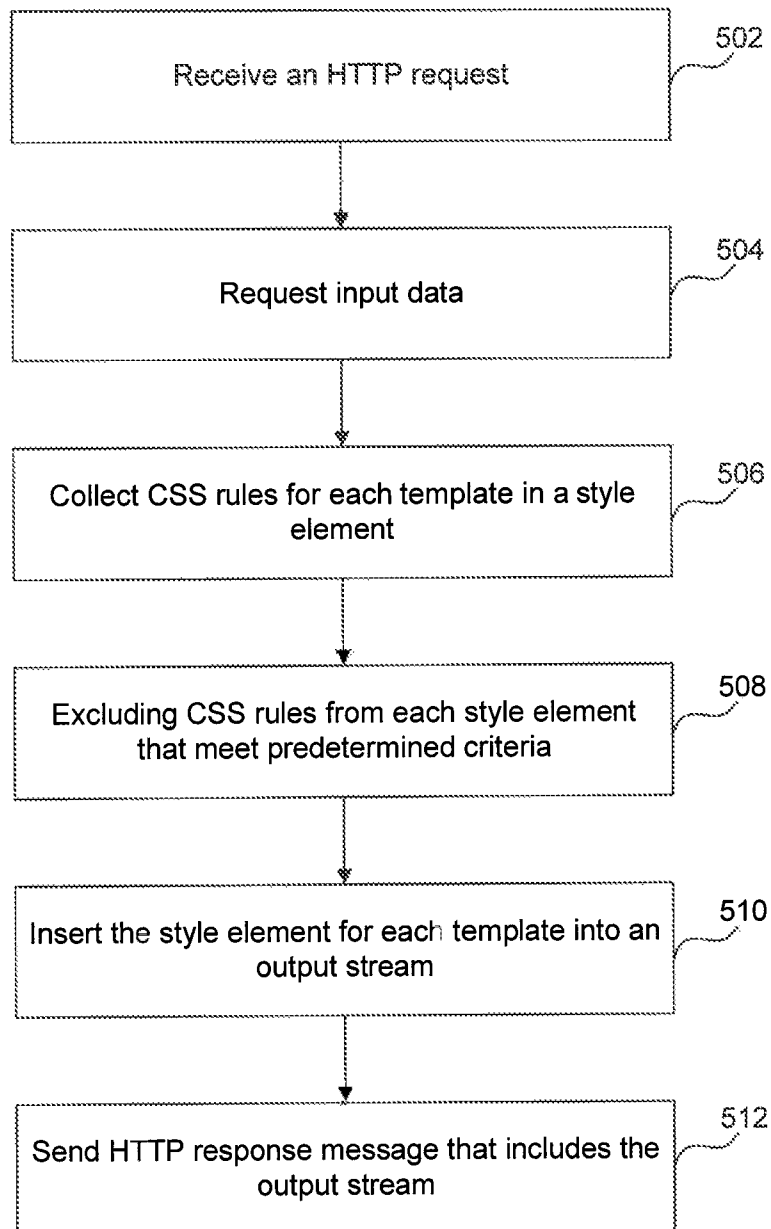 502
Receive an HTTP request
504
Request input data
506
Collect CSS rules for each template in a style
element
508
Excluding CSS rules from each style element
that meet predetermined criteria
510
Insert the style element for each template into an
output stream
512
Send HTTP response message that includes the
output stream